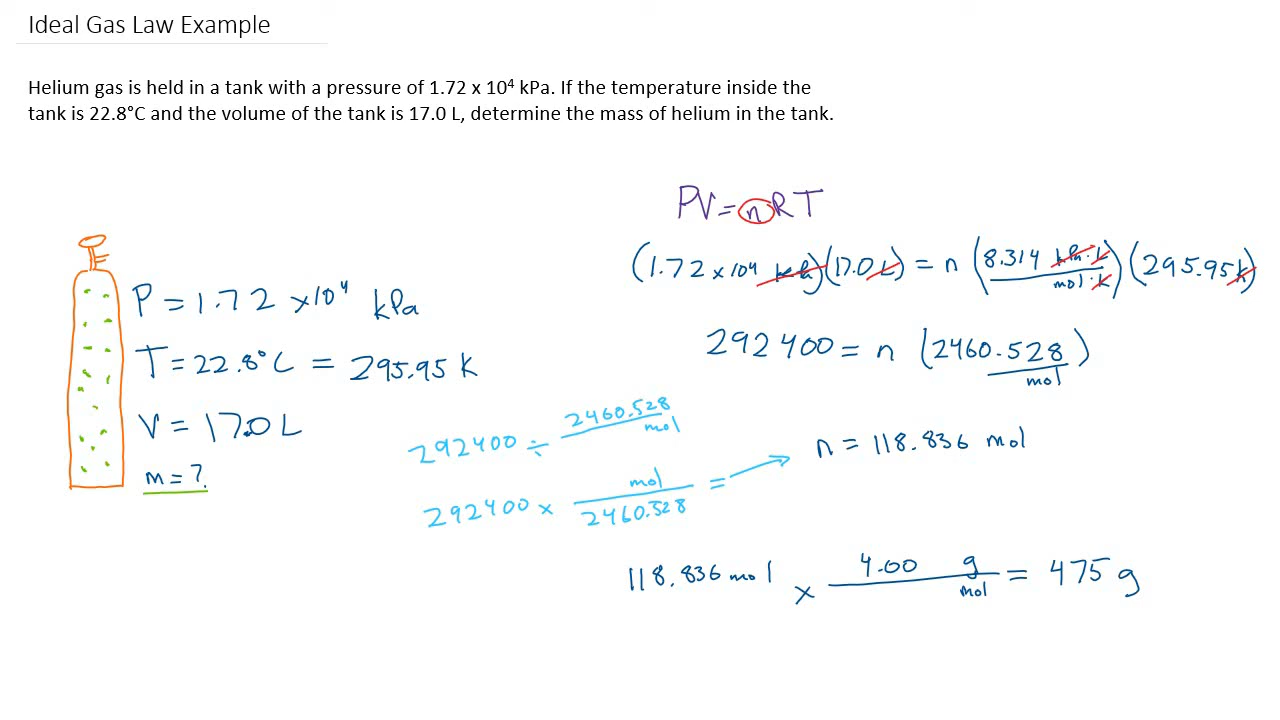 Ideal Gas Law Example
Helium gas is held in a tank with a pressure of 1.72 x 10⁴ kPa. If the temperature inside the
tank is 22.8°C and the volume of the tank is 17.0 L, determine the mass of helium in the tank.
PV = nRT
(1.72 x 10⁴ kPa)(17.0 L) = n (8.314 kPa·L / mol·K)(295.95 K)
P = 1.72 x 10⁴ kPa
292400 = n (2460.528 / mol)
T = 22.8°C = 295.95 K
V = 17.0 L
292400 ÷ 2460.528 / mol
n = 118.836 mol
m = ?
292400 x mol / 2460.528 =
118.836 mol x 4.00 g / mol = 475 g